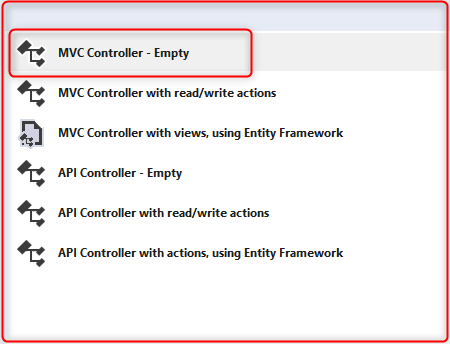 MVC Controller - Empty
MVC Controller with read/write actions
MVC Controller with views, using Entity Framework
API Controller - Empty
API Controller with read/write actions
API Controller with actions, using Entity Framework